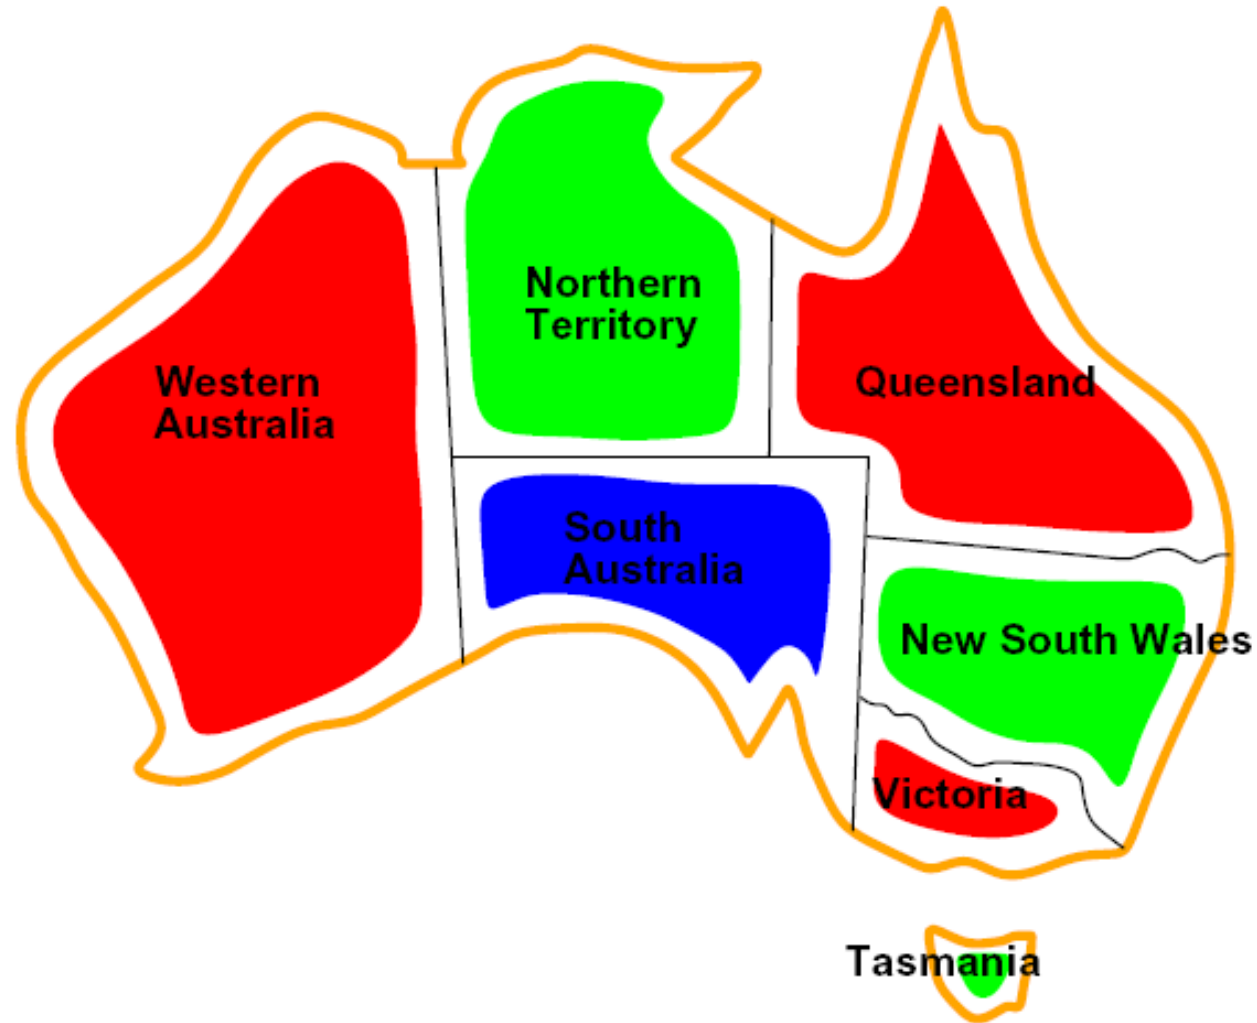 Northern
Territory
Western
Australia
Queensland
South
Australia
New South Wales
Victoria
Tasmania